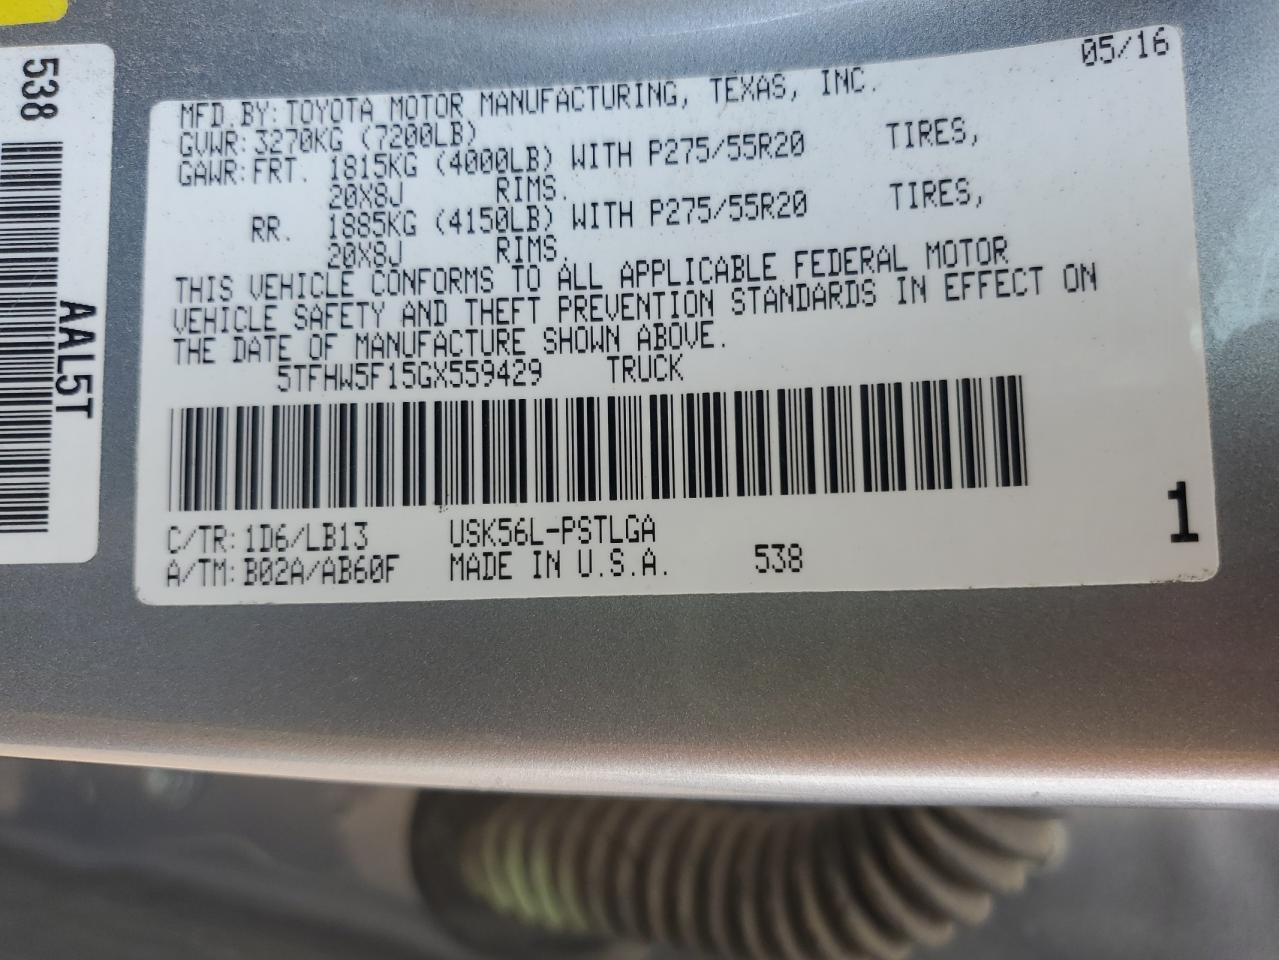 05/16
MFD.BY: TOYOTA MOTOR MANUFACTURING, TEXAS, INC.
GVWR: 3270KG (7200LB)
GAWR: FRT. 1815KG (4000LB) WITH P275/55R20 TIRES,
20X8J RIMS.
RR. 1885KG (4150LB) WITH P275/55R20 TIRES,
20X8J RIMS.
THIS VEHICLE CONFORMS TO ALL APPLICABLE FEDERAL MOTOR
VEHICLE SAFETY AND THEFT PREVENTION STANDARDS IN EFFECT ON
THE DATE OF MANUFACTURE SHOWN ABOVE.
5TFHW5F15GX559429 TRUCK
C/TR: 1D6/LB13 USK56L-PSTLGA
A/TM: B02A/AB60F MADE IN U.S.A. 538
1
538
AAL5T